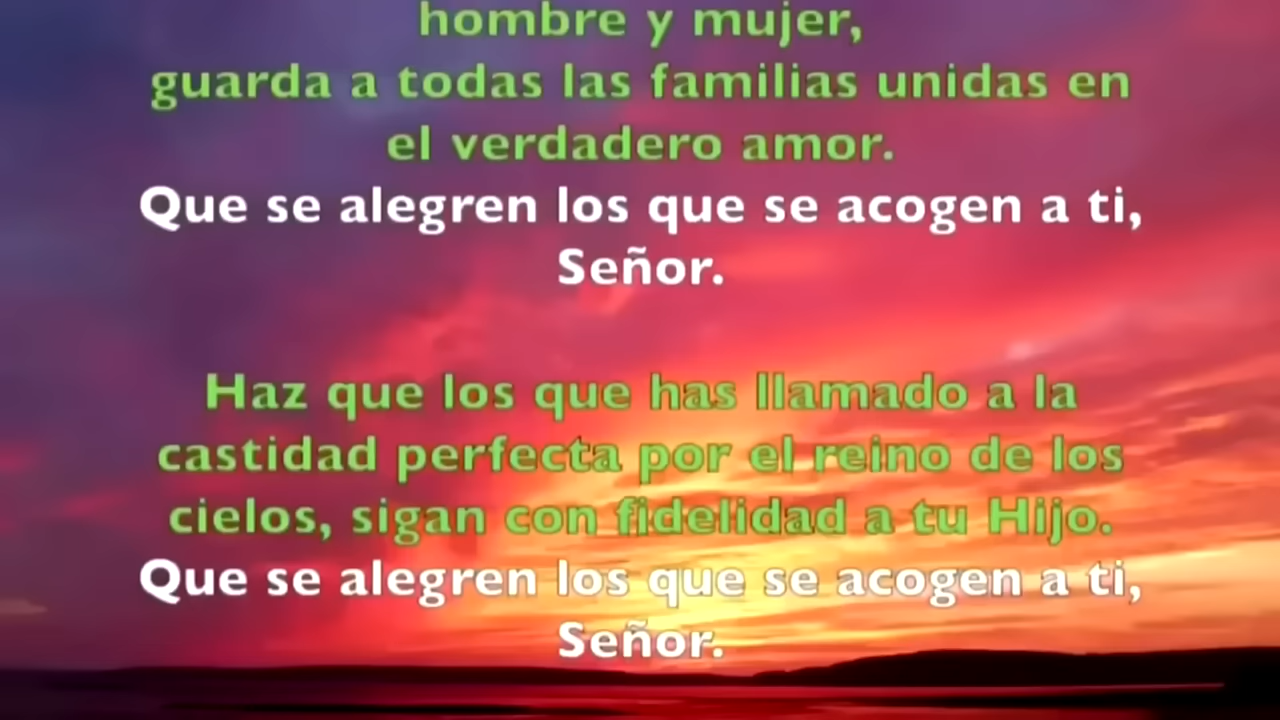 hombre y mujer,
guarda a todas las familias unidas en
el verdadero amor.
Que se alegren los que se acogen a ti,
Señor.
Haz que los que has llamado a la
castidad perfecta por el reino de los
cielos, sigan con fidelidad a tu Hijo.
Que se alegren los que se acogen a ti,
Señor.